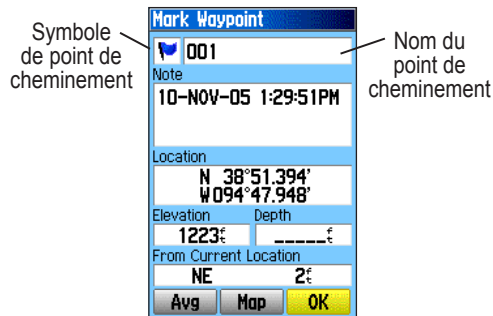 Mark Waypoint
Symbole
de point de
cheminement
001
Nom du
point de
cheminement
Note
10-NOV-05 1:29:51PM
Location
N 38°51.394'
W094°47.948'
Elevation Depth
1223ft _____ft
From Current Location
NE 2ft
Avg Map OK